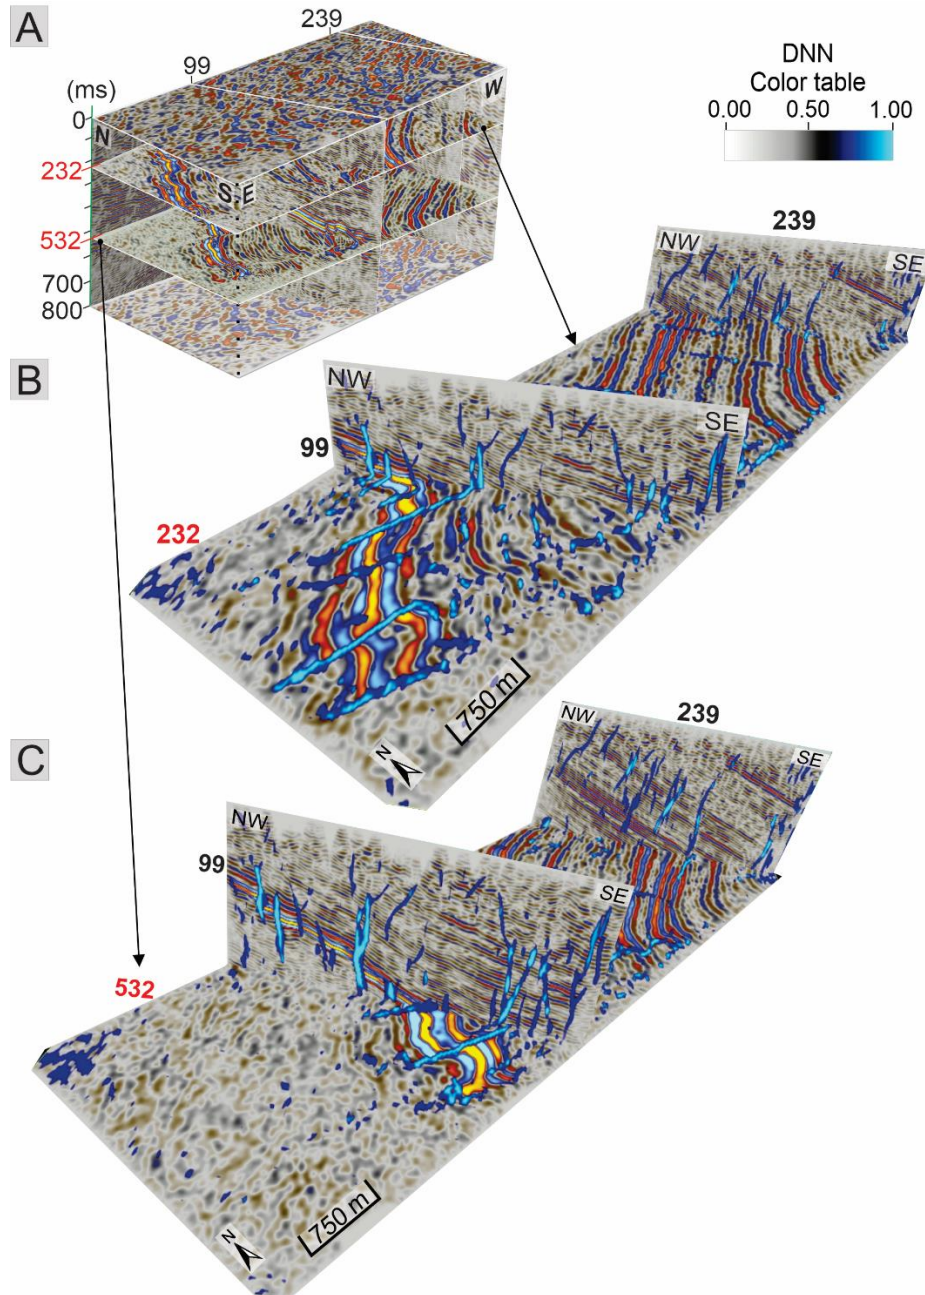 A
239
99
(ms)
0
N
W
S-E
232
532
700
800
DNN
Color table
0.00 0.50 1.00
B
239
NW
SE
NW
SE
99
232
750 m
N
C
239
NW
SE
NW
SE
99
532
750 m
N